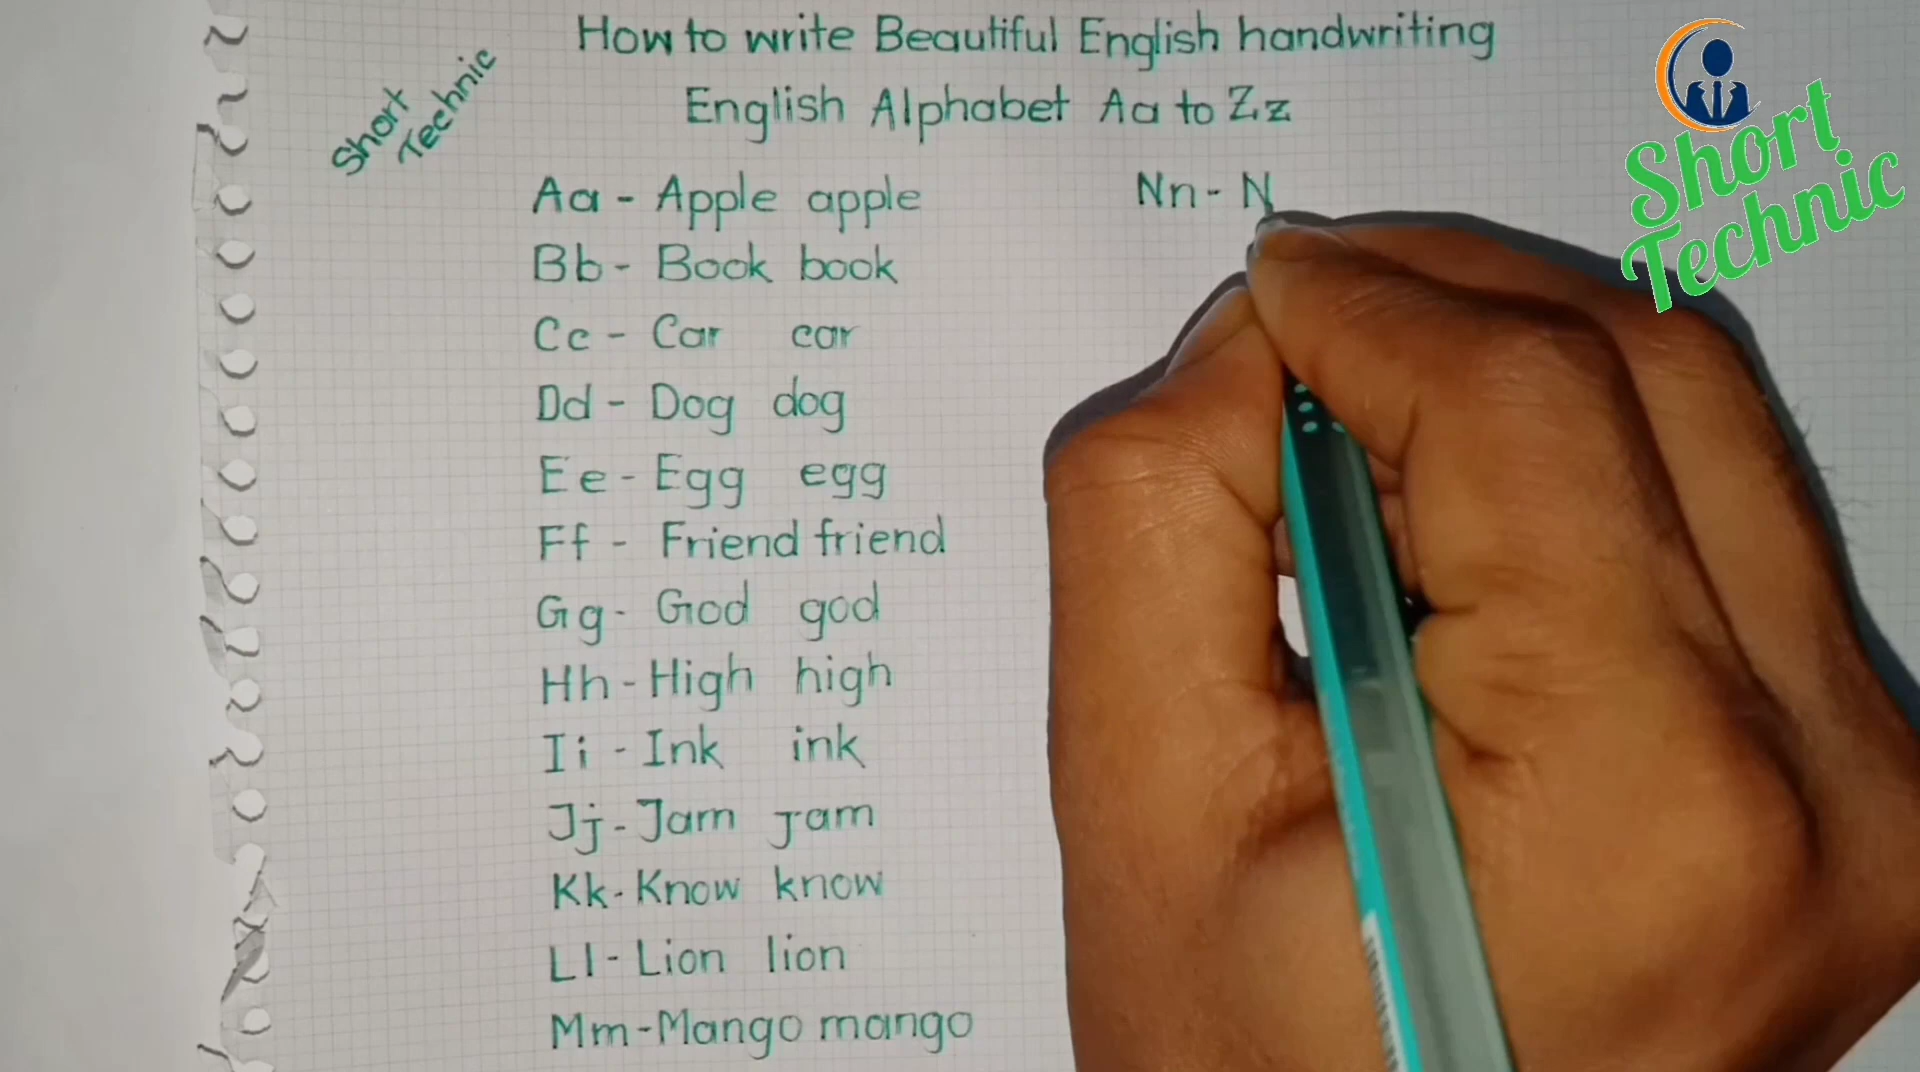 How to write Beautiful English handwriting
English Alphabet Aa to Zz
Short
Technic
Aa - Apple apple
Bb - Book book
Cc - Car car
Dd - Dog dog
Ee - Egg egg
Ff - Friend friend
Gg - God god
Hh - High high
Ii - Ink ink
Jj - Jam jam
Kk - Know know
Ll - Lion lion
Mm - Mango mango
Nn - N
Short
Technic